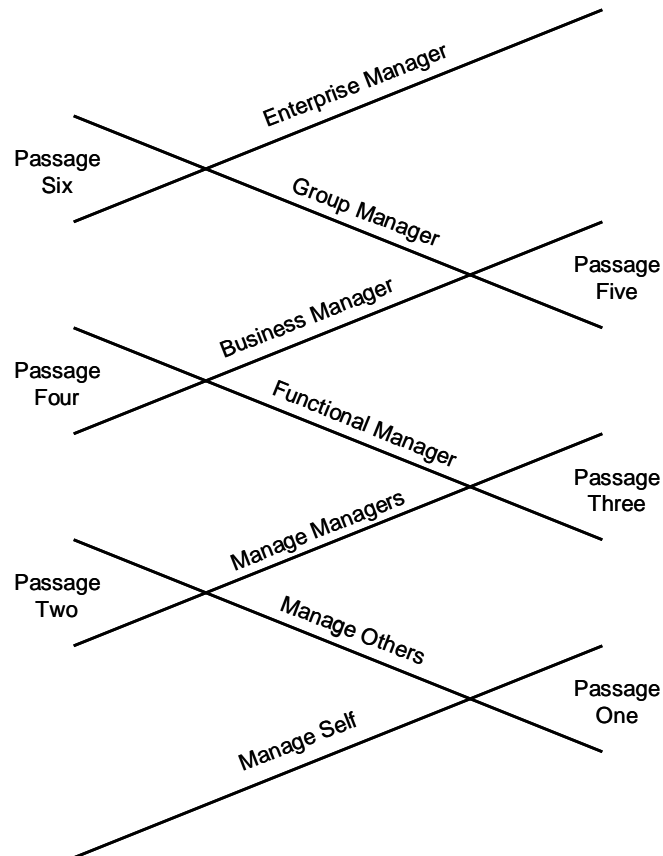 Enterprise Manager
Passage
Six
Group Manager
Passage
Five
Business Manager
Passage
Four
Functional Manager
Passage
Three
Manage Managers
Passage
Two
Manage Others
Passage
One
Manage Self